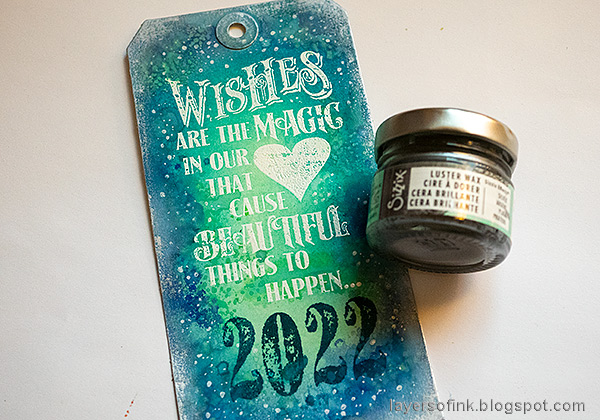 WISHES
ARE THE MAGIC
IN OUR
THAT
CAUSE
BEAUTIFUL
THINGS TO
HAPPEN...
2022
Sizzix
LUSTER WAX
CIRE À DORER
CERA BRILLANTE
CERA BRILHANTE
layersofink.blogspot.com